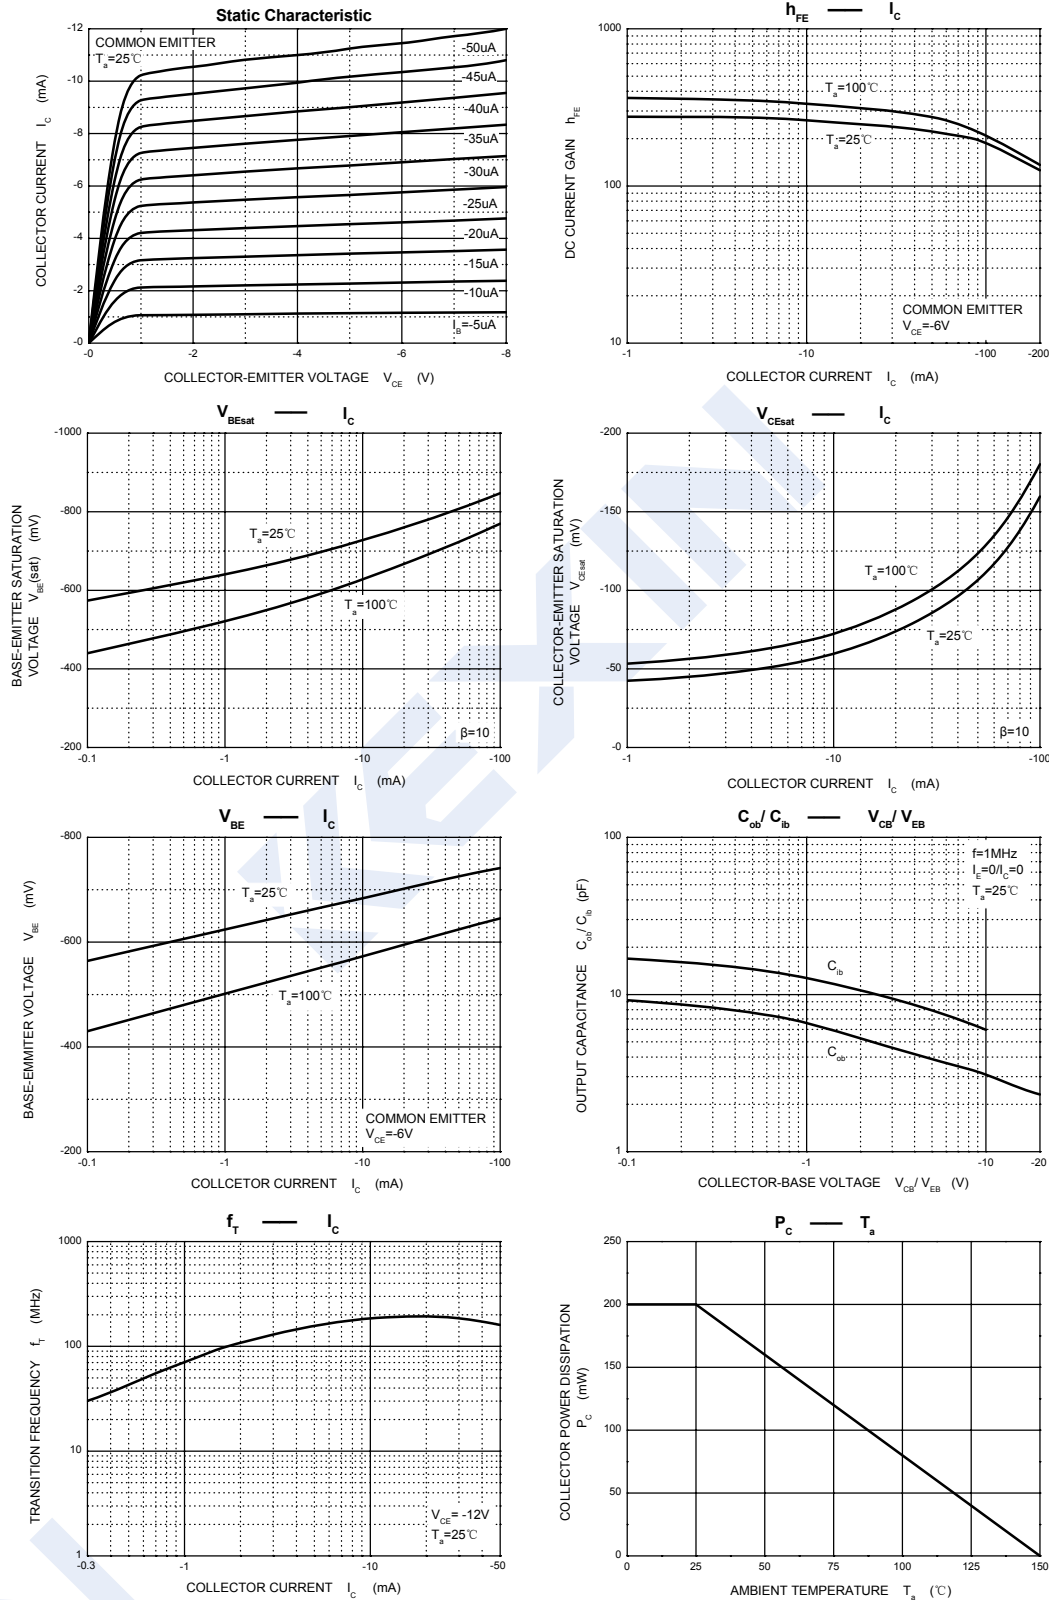 Static Characteristic
COMMON EMITTER
Ta=25℃
-50uA
-45uA
-40uA
-35uA
-30uA
-25uA
-20uA
-15uA
-10uA
IB=-5uA
-12
-10
-8
-6
-4
-2
-0
-0
-2
-4
-6
-8
COLLECTOR CURRENT IC (mA)
COLLECTOR-EMITTER VOLTAGE VCE (V)
hFE —— IC
1000
100
10
Ta=100℃
Ta=25℃
COMMON EMITTER
VCE=-6V
-1
-10
-100
-200
DC CURRENT GAIN hFE
COLLECTOR CURRENT IC (mA)
VBEsat —— IC
-1000
-800
-600
-400
-200
Ta=25℃
Ta=100℃
β=10
-0.1
-1
-10
-100
BASE-EMITTER SATURATION
VOLTAGE VBE(sat) (mV)
COLLECTOR CURRENT IC (mA)
VCEsat —— IC
-200
-150
-100
-50
-0
Ta=100℃
Ta=25℃
β=10
-1
-10
-100
COLLECTOR-EMITTER SATURATION
VOLTAGE VCEsat (mV)
COLLECTOR CURRENT IC (mA)
VBE —— IC
-800
-600
-400
-200
Ta=25℃
Ta=100℃
COMMON EMITTER
VCE=-6V
-0.1
-1
-10
-100
BASE-EMMITER VOLTAGE VBE (mV)
COLLCETOR CURRENT IC (mA)
Cob/ Cib —— VCB/ VEB
100
10
1
f=1MHz
IE=0/IC=0
Ta=25℃
Cib
Cob
-0.1
-1
-10
-20
OUTPUT CAPACITANCE Cob/ Cib (pF)
COLLECTOR-BASE VOLTAGE VCB/ VEB (V)
fT —— IC
1000
100
10
1
VCE= -12V
Ta=25℃
-0.3
-1
-10
-50
TRANSITION FREQUENCY fT (MHz)
COLLECTOR CURRENT IC (mA)
PC —— Ta
250
200
150
100
50
0
0
25
50
75
100
125
150
COLLECTOR POWER DISSIPATION
PC (mW)
AMBIENT TEMPERATURE Ta (℃)
KEXIN